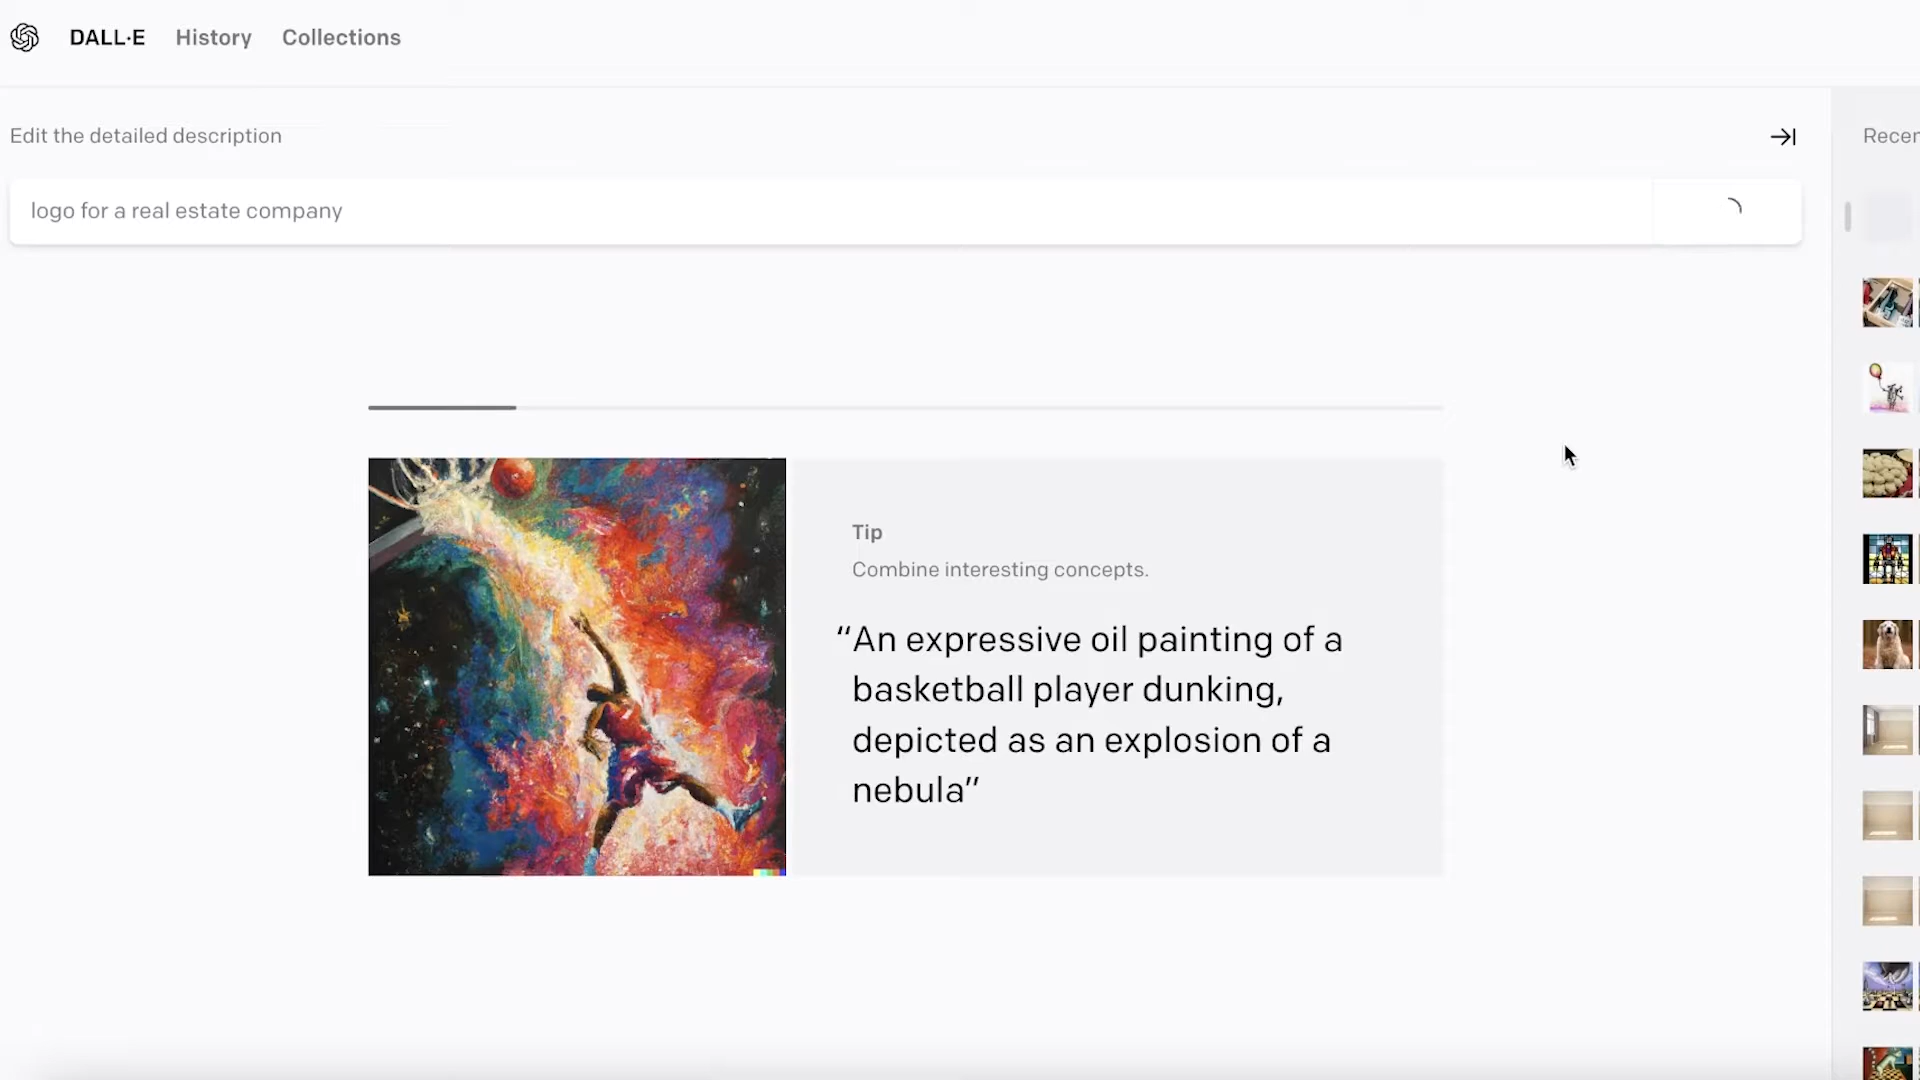 DALL·E History Collections
Edit the detailed description
Recen
logo for a real estate company
Tip
Combine interesting concepts.
“An expressive oil painting of a
basketball player dunking,
depicted as an explosion of a
nebula”